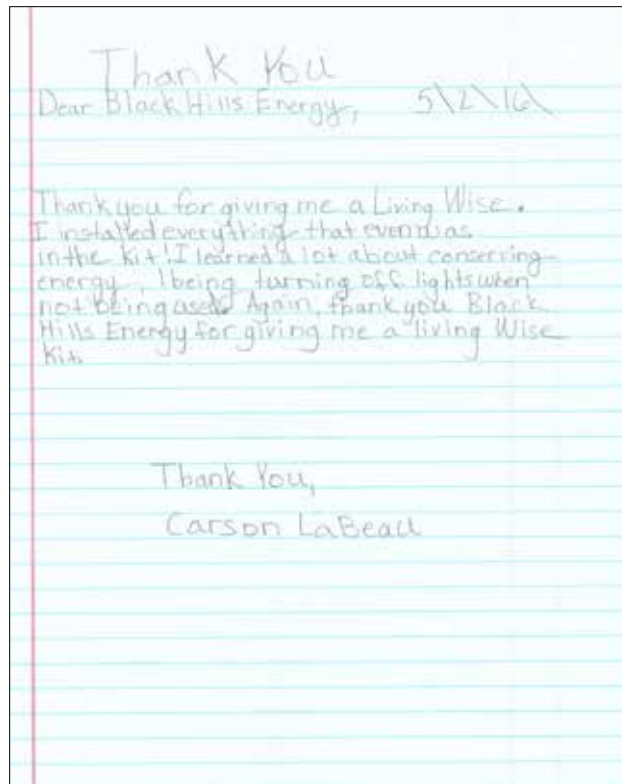 Thank You
Dear Black Hills Energy, 5\2\16\
Thank you for giving me a Living Wise.
I installed everything that even was
in the Kit! I learned a lot about conserving
energy, 1 being turning off lights when
not being used. Again, thank you Black
Hills Energy for giving me a living Wise
Kit.
Thank You,
Carson LaBeau